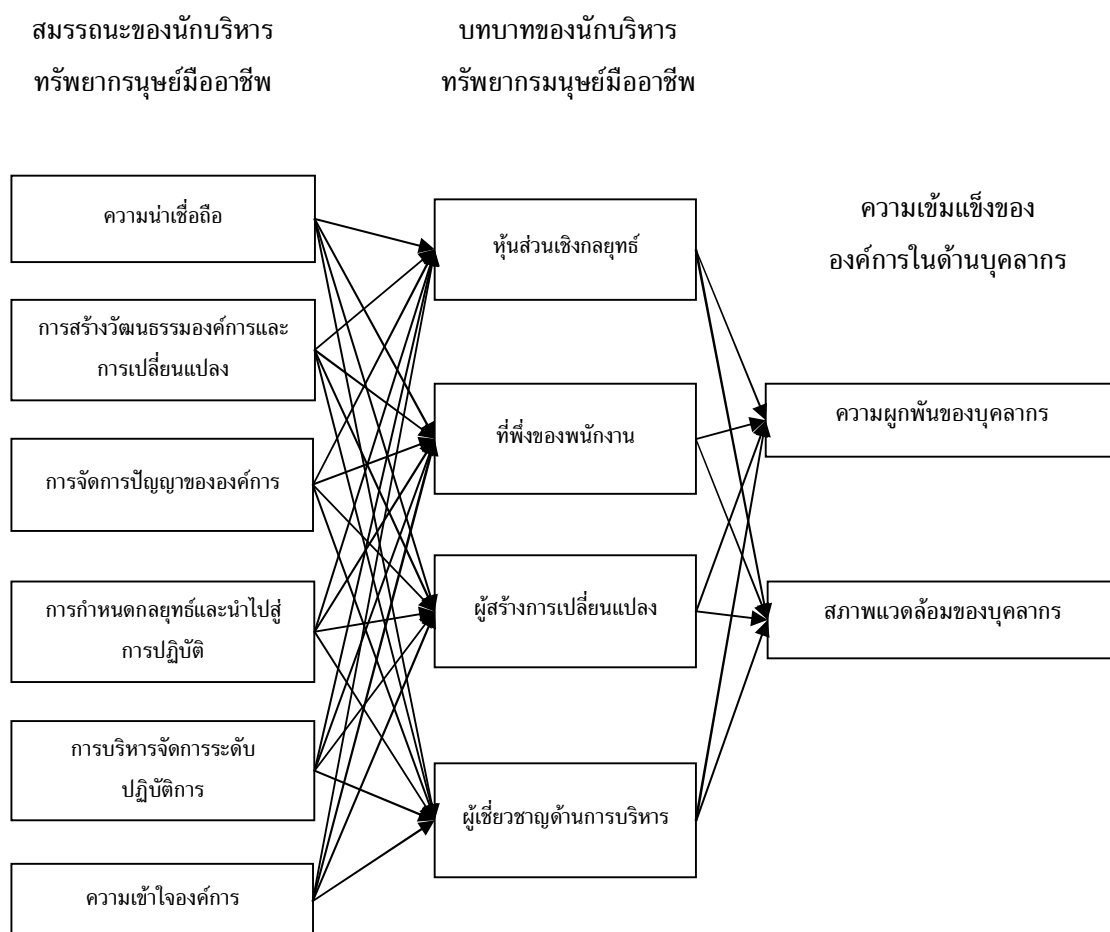 สมรรถนะของนักบริหาร
ทรัพยากรนุษย์มืออาชีพ
บทบาทของนักบริหาร
ทรัพยากรมนุษย์มืออาชีพ
ความเข้มแข็งของ
องค์การในด้านบุคลากร
ความน่าเชื่อถือ
การสร้างวัฒนธรรมองค์การและ
การเปลี่ยนแปลง
การจัดการปัญญาขององค์การ
การกำหนดกลยุทธ์และนำไปสู่
การปฏิบัติ
การบริหารจัดการระดับ
ปฏิบัติการ
ความเข้าใจองค์การ
หุ้นส่วนเชิงกลยุทธ์
ที่พึ่งของพนักงาน
ผู้สร้างการเปลี่ยนแปลง
ผู้เชี่ยวชาญด้านการบริหาร
ความผูกพันของบุคลากร
สภาพแวดล้อมของบุคลากร